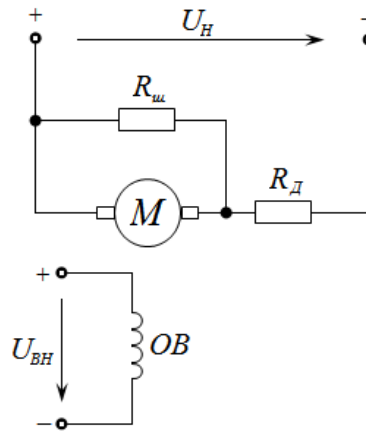 + U_Н −
R_ш
M R_Д
+
U_ВН ОВ
−